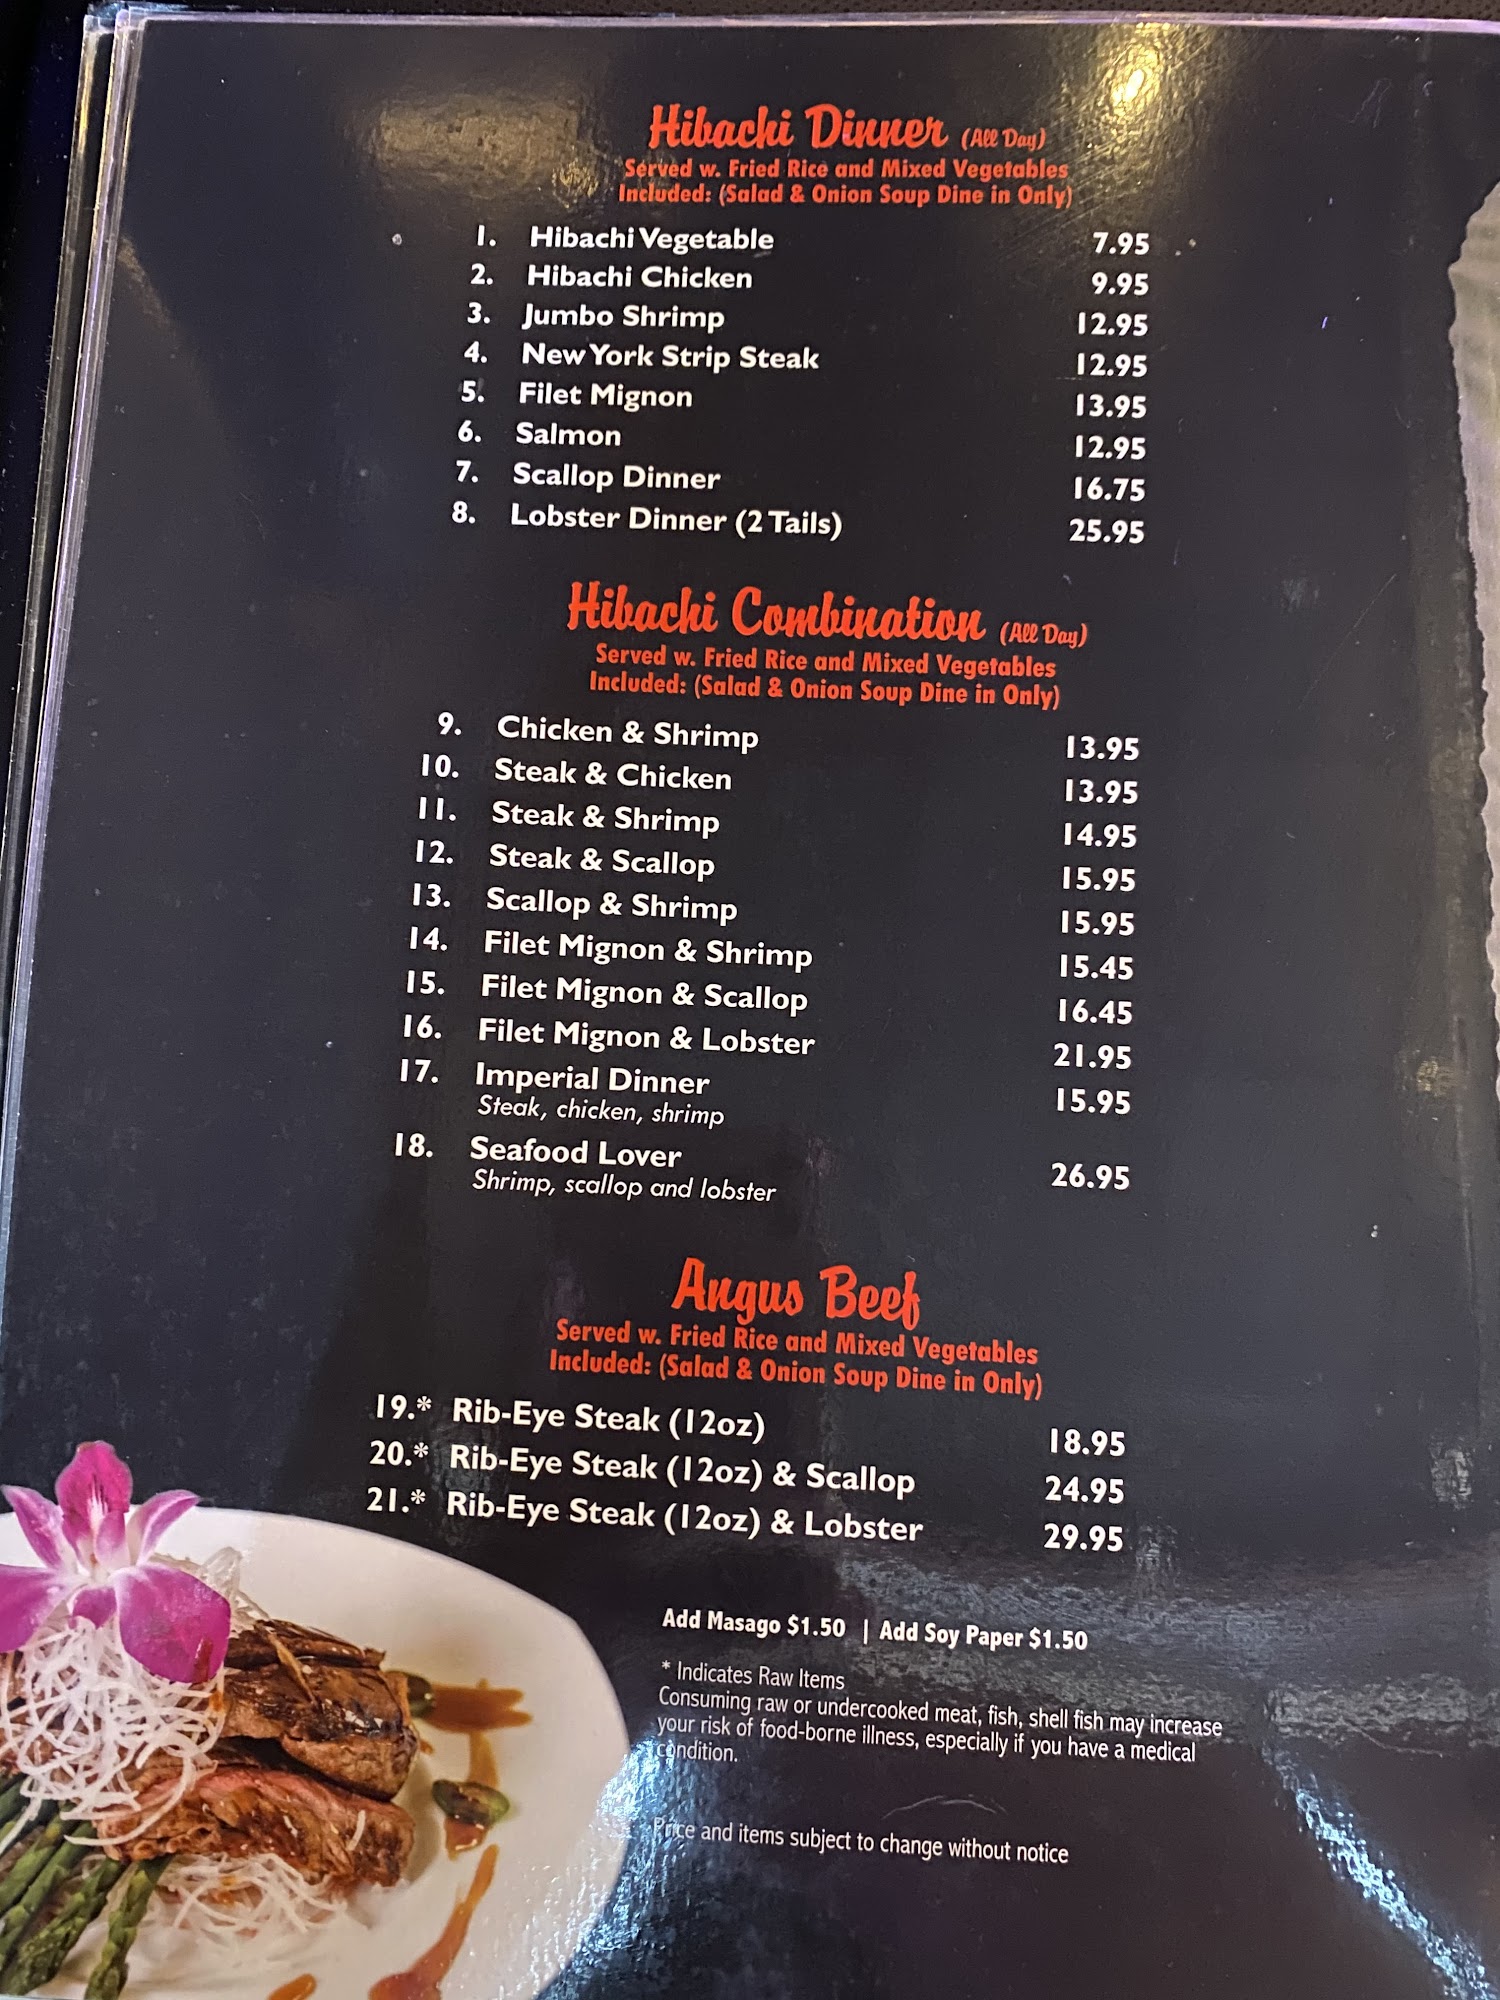 Hibachi Dinner (All Day)
Served w. Fried Rice and Mixed Vegetables
Included: (Salad & Onion Soup Dine in Only)
1. Hibachi Vegetable 7.95
2. Hibachi Chicken 9.95
3. Jumbo Shrimp 12.95
4. New York Strip Steak 12.95
5. Filet Mignon 13.95
6. Salmon 12.95
7. Scallop Dinner 16.75
8. Lobster Dinner (2 Tails) 25.95
Hibachi Combination (All Day)
Served w. Fried Rice and Mixed Vegetables
Included: (Salad & Onion Soup Dine in Only)
9. Chicken & Shrimp 13.95
10. Steak & Chicken 13.95
11. Steak & Shrimp 14.95
12. Steak & Scallop 15.95
13. Scallop & Shrimp 15.95
14. Filet Mignon & Shrimp 15.45
15. Filet Mignon & Scallop 16.45
16. Filet Mignon & Lobster 21.95
17. Imperial Dinner 15.95
Steak, chicken, shrimp
18. Seafood Lover 26.95
Shrimp, scallop and lobster
Angus Beef
Served w. Fried Rice and Mixed Vegetables
Included: (Salad & Onion Soup Dine in Only)
19.* Rib-Eye Steak (12oz) 18.95
20.* Rib-Eye Steak (12oz) & Scallop 24.95
21.* Rib-Eye Steak (12oz) & Lobster 29.95
Add Masago $1.50 | Add Soy Paper $1.50
* Indicates Raw Items
Consuming raw or undercooked meat, fish, shell fish may increase
your risk of food-borne illness, especially if you have a medical
condition.
Price and items subject to change without notice